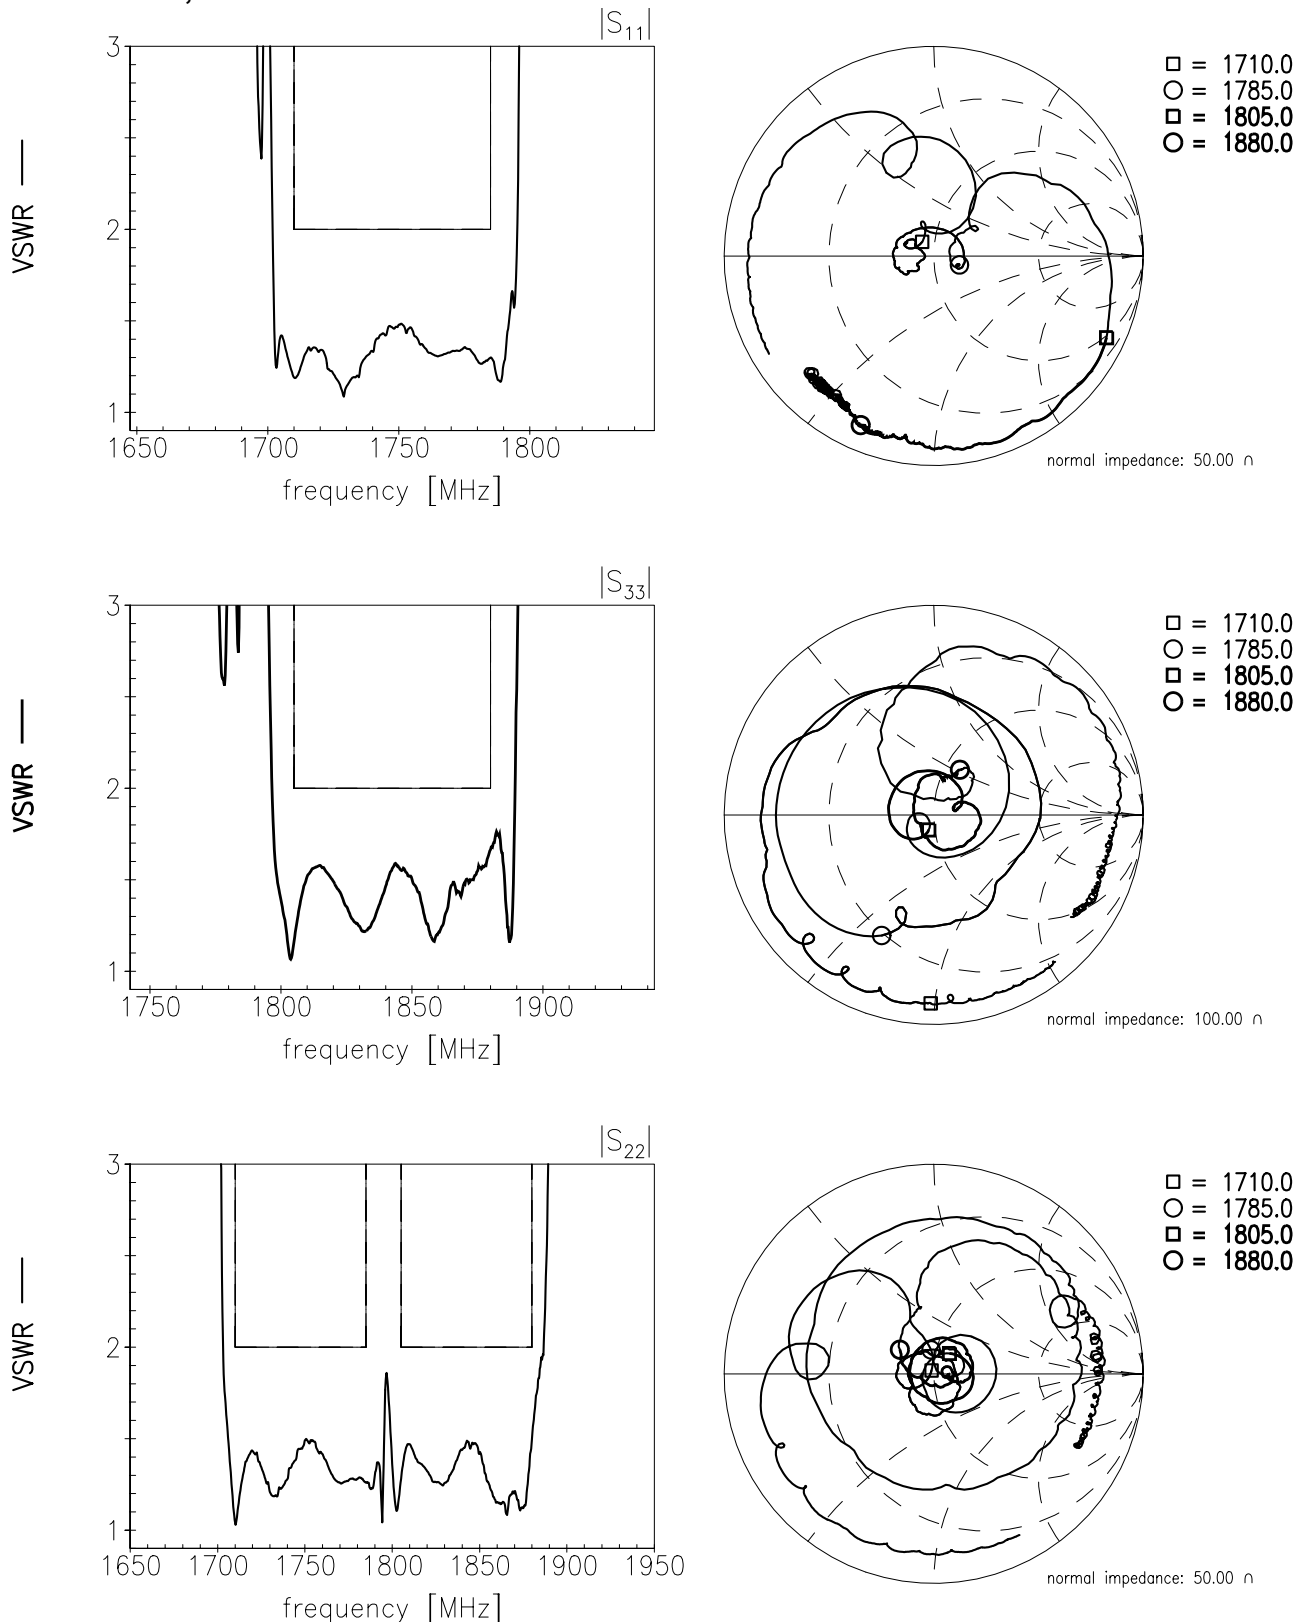 |S11|
3
2
1
VSWR
1650 1700 1750 1800
frequency [MHz]
□ = 1710.0
○ = 1785.0
□ = 1805.0
○ = 1880.0
normal impedance: 50.00 Ω
|S33|
3
2
1
VSWR
1750 1800 1850 1900
frequency [MHz]
□ = 1710.0
○ = 1785.0
□ = 1805.0
○ = 1880.0
normal impedance: 100.00 Ω
|S22|
3
2
1
VSWR
1650 1700 1750 1800 1850 1900 1950
frequency [MHz]
□ = 1710.0
○ = 1785.0
□ = 1805.0
○ = 1880.0
normal impedance: 50.00 Ω